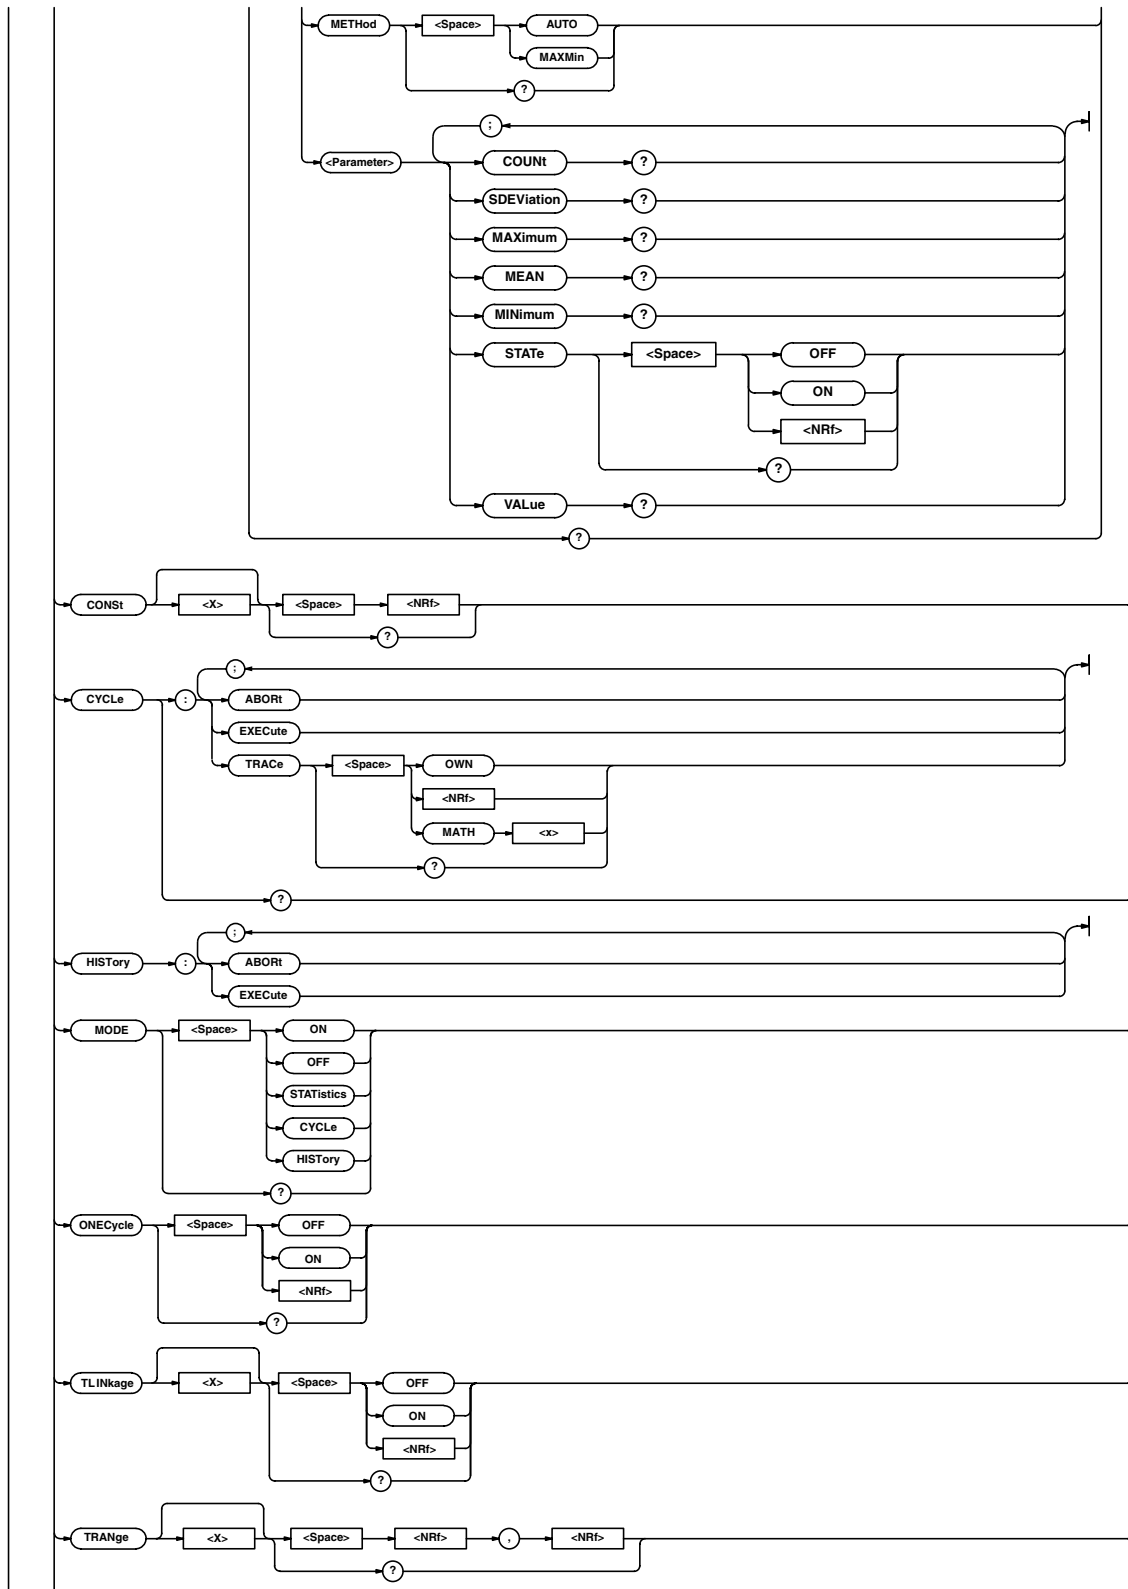 METHod <Space> AUTO
MAXMin
?
;
<Parameter> COUNt ?
SDEViation ?
MAXimum ?
MEAN ?
MINimum ?
STATe <Space> OFF
ON
<NRf>
?
VALue ?
?
CONSt <X> <Space> <NRf>
?
;
CYCLe : ABORt
EXECute
TRACe <Space> OWN
<NRf>
MATH <x>
?
?
;
HISTory : ABORt
EXECute
MODE <Space> ON
OFF
STATistics
CYCLe
HISTory
?
ONECycle <Space> OFF
ON
<NRf>
?
TLINkage <X> <Space> OFF
ON
<NRf>
?
TRANge <X> <Space> <NRf> , <NRf>
?